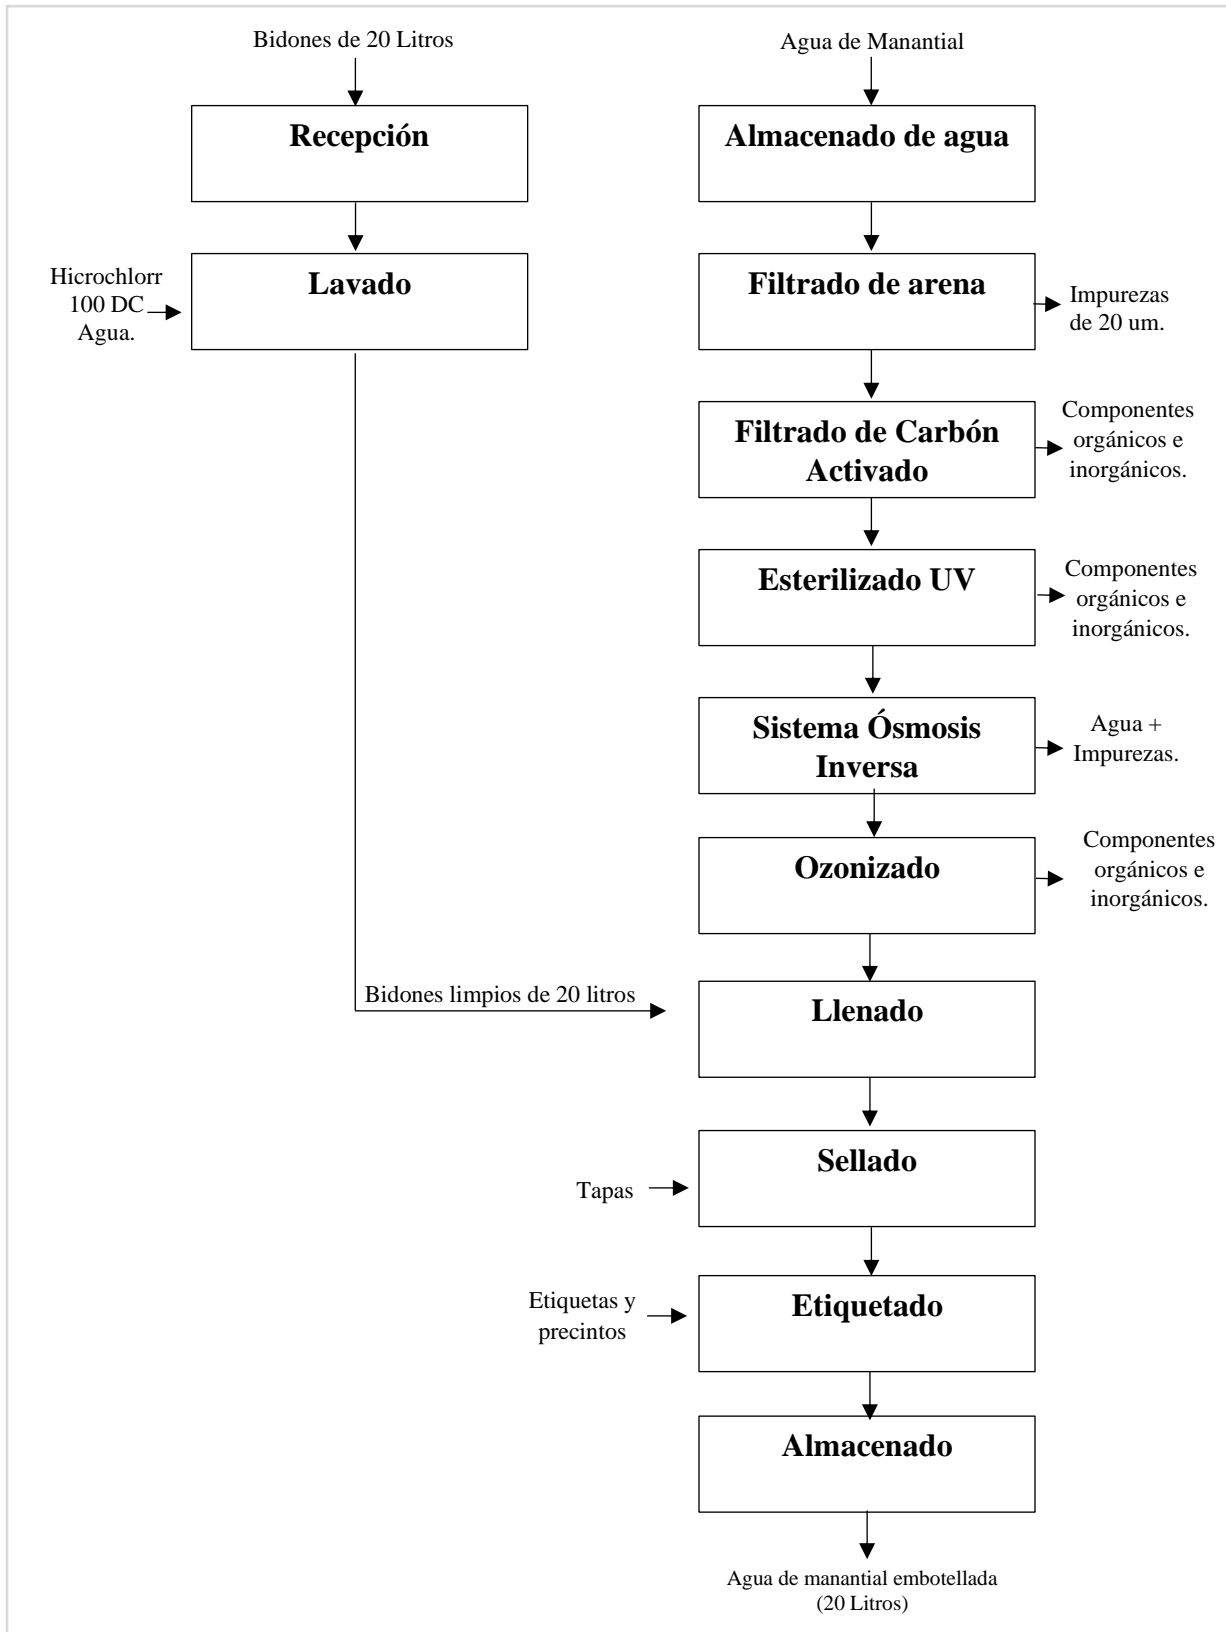 Bidones de 20 Litros
Agua de Manantial
Recepción
Almacenado de agua
Hicrochlorr
100 DC
Agua.
Lavado
Filtrado de arena
Impurezas
de 20 um.
Filtrado de Carbón
Activado
Componentes
orgánicos e
inorgánicos.
Esterilizado UV
Componentes
orgánicos e
inorgánicos.
Sistema Ósmosis
Inversa
Agua +
Impurezas.
Ozonizado
Componentes
orgánicos e
inorgánicos.
Bidones limpios de 20 litros
Llenado
Tapas
Sellado
Etiquetas y
precintos
Etiquetado
Almacenado
Agua de manantial embotellada
(20 Litros)